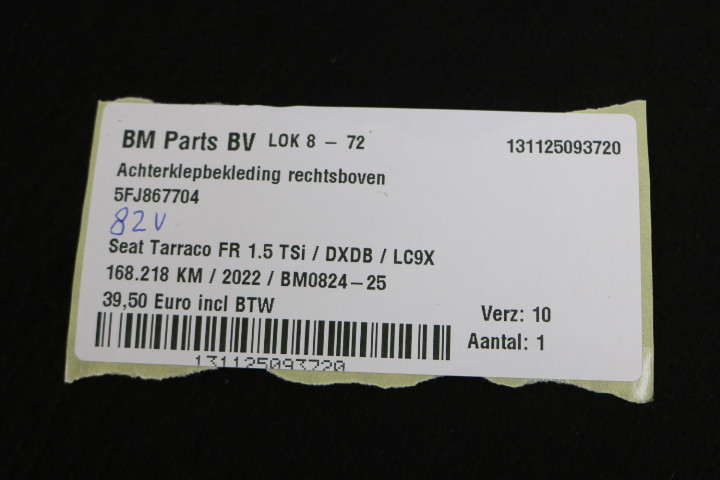 BM Parts BV LOK 8 - 72 131125093720
Achterklepbekleding rechtsboven
5FJ867704
82V
Seat Tarraco FR 1.5 TSi / DXDB / LC9X
168.218 KM / 2022 / BM0824-25
39,50 Euro incl BTW Verz: 10
Aantal: 1
131125093720